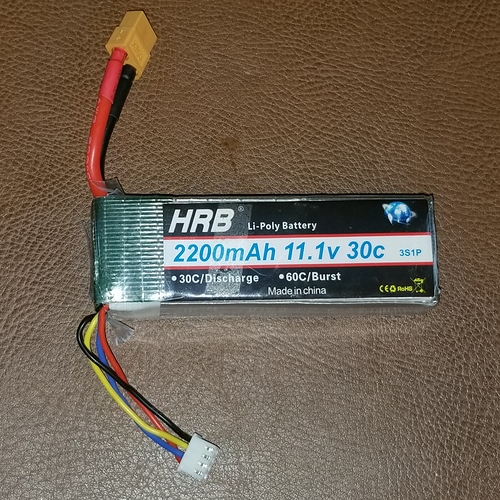 HRB® Li-Poly Battery
2200mAh 11.1v 30c 3S1P
•30C/Discharge •60C/Burst
Made in china
CE RoHS